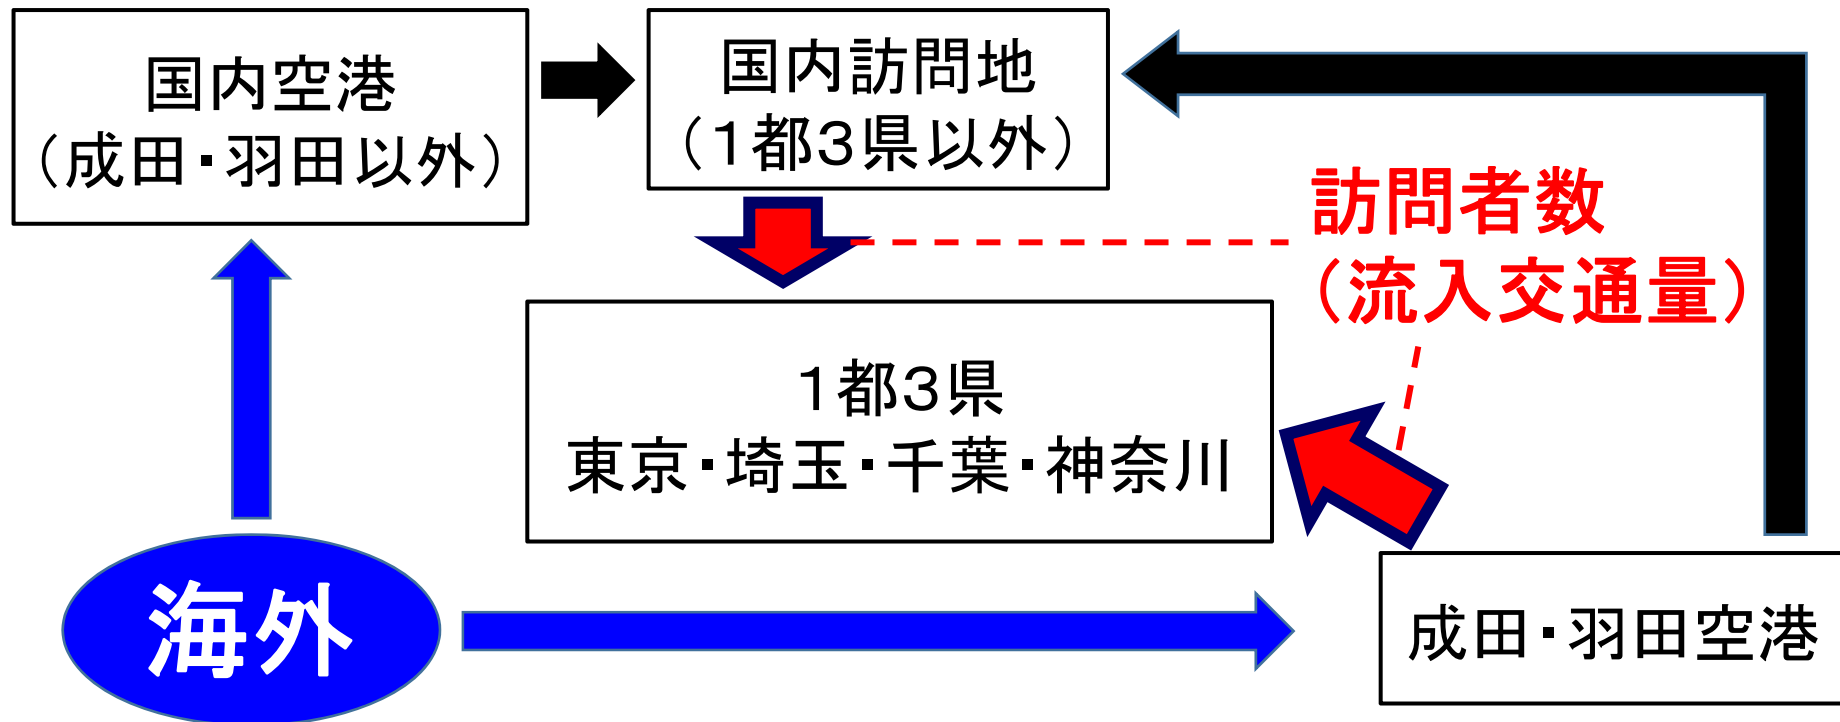 国内空港
（成田・羽田以外）
国内訪問地
（１都３県以外）
訪問者数
（流入交通量）
１都３県
東京・埼玉・千葉・神奈川
海外
成田・羽田空港